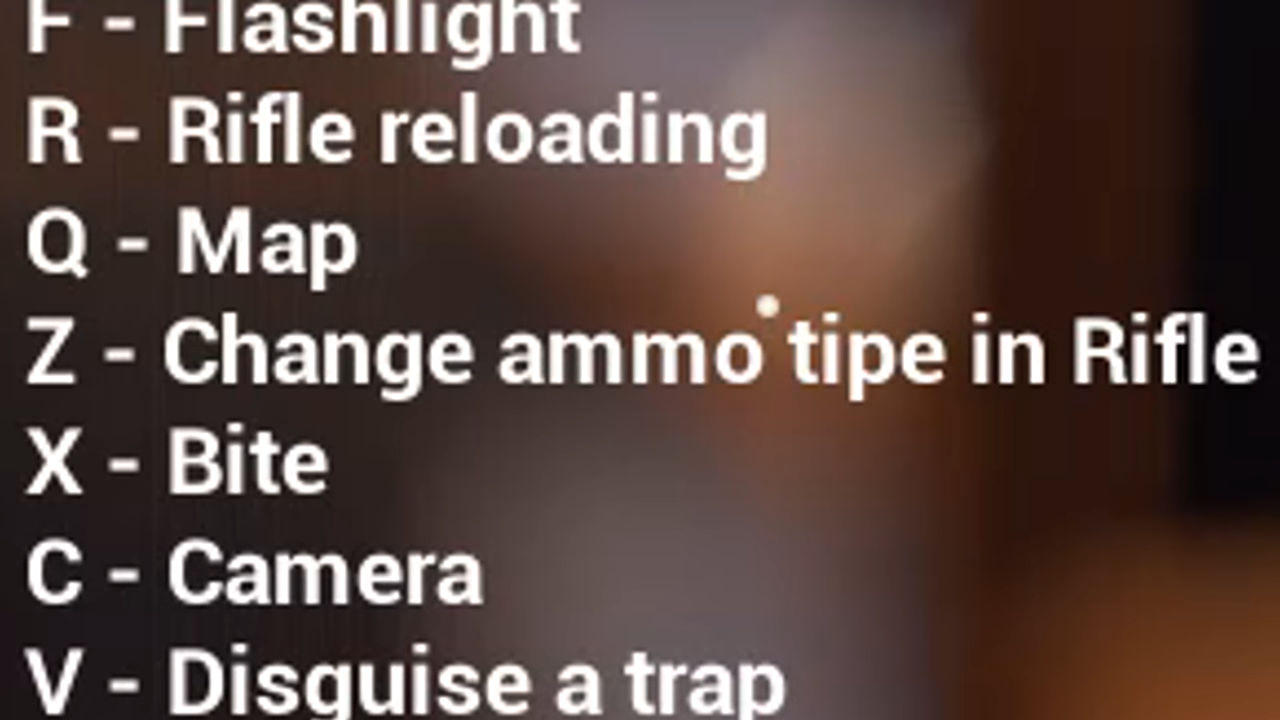 F - Flashlight
R - Rifle reloading
Q - Map
Z - Change ammo tipe in Rifle
X - Bite
C - Camera
V - Disguise a trap